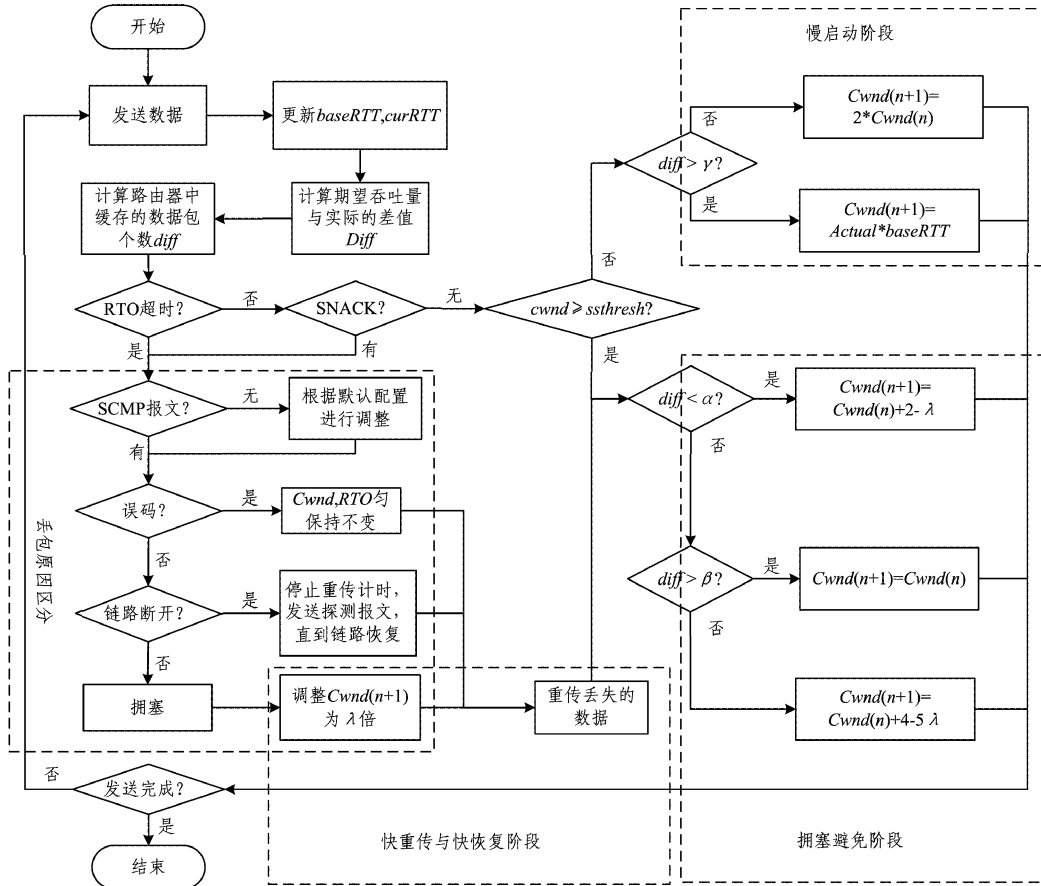 开始
发送数据
更新baseRTT,curRTT
计算期望吞吐量
与实际的差值
Diff
计算路由器中
缓存的数据包
个数diff
RTO超时?
否
SNACK?
无
cwnd≥ssthresh?
是
有
否
是
慢启动阶段
diff > γ?
否
Cwnd(n+1)=
2*Cwnd(n)
是
Cwnd(n+1)=
Actual*baseRTT
丢包原因区分
SCMP报文?
无
根据默认配置
进行调整
有
误码?
是
Cwnd,RTO匀
保持不变
否
链路断开?
是
停止重传计时,
发送探测报文,
直到链路恢复
否
拥塞
调整Cwnd(n+1)
为λ倍
重传丢失的
数据
快重传与快恢复阶段
diff < α?
是
Cwnd(n+1)=
Cwnd(n)+2- λ
否
diff > β?
是
Cwnd(n+1)=Cwnd(n)
否
Cwnd(n+1)=
Cwnd(n)+4-5 λ
拥塞避免阶段
发送完成?
否
是
结束